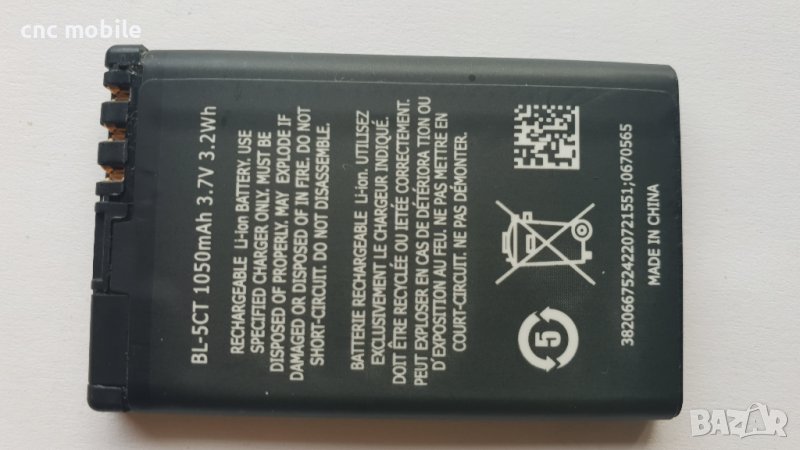 cnc mobile
BL-5CT 1050mAh 3.7V 3.2Wh
RECHARGEABLE Li-ion BATTERY. USE
SPECIFIED CHARGER ONLY. MUST BE
DISPOSED OF PROPERLY. MAY EXPLODE IF
DAMAGED OR DISPOSED OF IN FIRE. DO NOT
SHORT-CIRCUIT. DO NOT DISASSEMBLE.
BATTERIE RECHARGEABLE Li-ion. UTILISEZ
EXCLUSIVEMENT LE CHARGEUR INDIQUÉ.
DOIT ÊTRE RECYCLÉE OU JETÉE CORRECTEMENT.
PEUT EXPLOSER EN CAS DE DÉTÉRIORA TION OU
D'EXPOSITION AU FEU. NE PAS METTRE EN
COURT-CIRCUIT. NE PAS DÉMONTER.
5
3820667524220721551;0670565
MADE IN CHINA
BAZAR